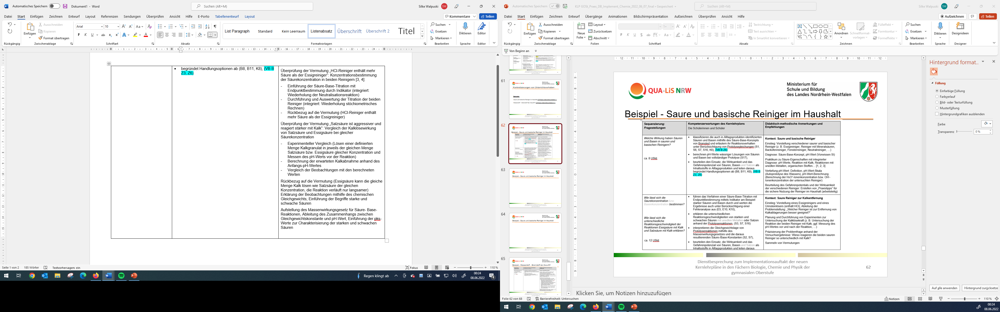 Automatisches Speichern
Dokument1 - Word
Suchen (Alt+M)
Silke Walpuski
SW
Datei Start Einfügen Zeichnen Entwurf Layout Referenzen Sendungen Überprüfen Ansicht Hilfe E-Porto Tabellenentwurf Layout
Kommentare
Teilen
Einfügen
Ausschneiden
Kopieren
Format übertragen
Arial
10
List Paragraph
Standard
Kein Leerraum
Listenabsatz
Überschrift
Überschrift 2
Titel
Suchen
Ersetzen
Markieren
Diktieren
Editor
Rückgängig
Zwischenablage
Schriftart
Absatz
Formatvorlagen
Bearbeiten
Sprache
Editor
• begründet Handlungsoptionen ab (B8, B11, K8), (VB B
Z3, Z6)
Überprüfung der Vermutung „HCl-Reiniger enthält mehr
Säure als der Essigreiniger“: Konzentrationsbestimmung
der Säurekonzentration in beiden Reinigern [3, 4]:
- Einführung der Säure-Base-Titration mit
Endpunktbestimmung durch Indikator (integriert:
Wiederholung der Neutralisationsreaktion)
- Durchführung und Auswertung der Titration der beiden
Reiniger (integriert: Wiederholung stöchiometrisches
Rechnen)
- Rückbezug auf die Vermutung (HCl-Reiniger enthält
mehr Säure als der Essigreiniger)
Überprüfung der Vermutung „Salzsäure ist aggressiver und
reagiert stärker mit Kalk“: Vergleich der Kalklösewirkung
von Salzsäure und Essigsäure bei gleicher
Säurekonzentration
- Experimenteller Vergleich (Lösen einer definierten
Menge Kalkgranulat in jeweils der gleichen Menge
Salzsäure bzw. Essigsäure gleicher Konzentration und
Messen des pH-Werts vor der Reaktion)
- Berechnung der erwarteten Kalkabnahme anhand des
Anfangs-pH-Wertes
- Vergleich der Beobachtungen mit den berechneten
Werten
Rückbezug auf die Vermutung (Essigsäure kann die gleiche
Menge Kalk lösen wie Salzsäure der gleichen
Konzentration, die Reaktion verläuft nur langsamer)
Erklärung der Beobachtungen mithilfe des chemischen
Gleichgewichts; Einführung der Begriffe starke und
schwache Säuren
Aufstellung des Massenwirkungsgesetz für Säure- Base-
Reaktionen, Ableitung des Zusammenhangs zwischen
Gleichgewichtskonstante und pH-Wert, Einführung der pks-
Werte zur Charakterisierung der starken und schwachen
Säuren
Seite 1 von 2 185 Wörter Textvorhersagen: ein
Fokus
110 %
Regen klingt ab
00:24
08.06.2022
4
Automatisches Speichern
KLP GOSt_Praes_DB_Implement_Chemie_2022_06_07_final • Gespeichert
Suchen (Alt+M)
Silke Walpuski
SW
Datei Start Einfügen Zeichnen Entwurf Übergänge Animationen Bildschirmpräsentation Aufzeichnen Überprüfen Ansicht Hilfe
Aufzeichnen
Teilen
Einfügen
Ausschneiden
Kopieren
Format übertragen
Neue
Folie
Layout
Zurücksetzen
Abschnitt
Textrichtung
Text ausrichten
In SmartArt konvertieren
Anordnen
Schnellformat-
vorlagen
Fülleffekt
Formkontur
Formeffekte
Suchen
Ersetzen
Markieren
Diktieren
Designideen
Rückgängig
Zwischenablage
Folien
Schriftart
Absatz
Zeichnen
Bearbeiten
Sprache
Designer
Von Beginn an
61
Konkretisierungen von Unterrichtsvorhaben
62
Beispiel - Saure und basische Reiniger im Haushalt
63
Beispiel - Saure und basische Reiniger im Haushalt
64
Beispiel - Saure und basische Reiniger im Haushalt
65
Beispiel - Wasserstoff – Brennstoff der Zukunft?
QUA-LiS NRW
Ministerium für
Schule und Bildung
des Landes Nordrhein-Westfalen
Beispiel - Saure und basische Reiniger im Haushalt
Sequenzierung:
Fragestellungen
Kompetenzerwartungen des Kernlehrplans
Die Schülerinnen und Schüler
Didaktisch-methodische Anmerkungen und
Empfehlungen
Welche Wirkung haben Säuren
und Basen in sauren und
basischen Reinigern?
ca. 8 UStd.
• klassifizieren die auch in Alltagsprodukten identifizierten
Säuren und Basen mithilfe des Säure-Base-Konzepts
von Brønsted und erläutern ihr Reaktionsverhalten
unter Berücksichtigung von Protolysegleichungen (S1,
S6, S7, S16, K6), (VB B Z6)
• berechnen pH-Werte wässriger Lösungen von Säuren
und Basen bei vollständiger Protolyse (S17),
• beurteilen den Einsatz, die Wirksamkeit und das
Gefahrenpotenzial von Säuren, Basen und Salzen als
Inhaltsstoffe in Alltagsprodukten und leiten daraus
begründet Handlungsoptionen ab (B8, B11, K8), (VB B
Z3, Z6)
Kontext: Saure und basische Reiniger
Einstieg: Vorstellung verschiedener saurer und basischer
Reiniger (z. B. Essigreiniger, Reiniger mit Mineralsäuren,
Backofenreiniger, Fensterreiniger, Neutralreiniger, …)
Diagnose: Säure-Base-Konzept, pH-Wert (Vorwissen SI)
Praktikum zu Säure-Eigenschaften mit integrierter
Diagnose: pH-Werte, Reaktion mit Kalk, Reaktionen mit
unedlen Metallen, organischen Stoffen… [1, 2, 3]
Vertiefung pH-Wert: Definition, pH-Wert-Skala
(Autoprotolyse des Wassers), pH-Wert-Berechnung
(Berechnung der H₃O⁺-Ionenkonzentration bzw. OH⁻-
Ionenkonzentration der untersuchten Reiniger)
Beurteilung des Gefahrenpotentials und der Wirksamkeit
der verschiedenen Reiniger: Erstellen von „Praxistipps“ für
die sichere Nutzung der Reiniger im Haushalt (arbeitsteilig)
Wie lässt sich die
Säurekonzentration bzw.
Basenkonzentration bestimmen?
Wie lässt sich die
unterschiedliche
Reaktionsgeschwindigkeit der
Reaktionen Essigsäure mit Kalk
und Salzsäure mit Kalk erklären?
ca. 12 UStd.
• führen das Verfahren einer Säure-Base-Titration mit
Endpunktbestimmung mittels Indikator am Beispiel
starker Säuren und Basen durch und werten die
Ergebnisse auch unter Berücksichtigung einer
Fehleranalyse aus (E5, E10, K10),
• erklären die unterschiedlichen
Reaktionsgeschwindigkeiten von starken und
schwachen Säuren mit unedlen Metallen oder Salzen
anhand der Protolysereaktionen, (S3, S7, S16)
• interpretieren die Gleichgewichtslage von
Protolysereaktionen mithilfe des
Massenwirkungsgesetzes und die daraus
resultierenden Säure-/Base-Konstanten (S2, S7),
• beurteilen den Einsatz, die Wirksamkeit und das
Gefahrenpotenzial von Säuren, Basen und Salzen als
Inhaltsstoffe in Alltagsprodukten und leiten daraus
Kontext: Saure Reiniger zur Kalkentfernung
Einstieg: Vorstellung eines Essigreinigers und eines
Urinsteinlösers (enthält HCl); Ableitung der
Problemstellung: „Welcher Reiniger ist zur Entfernung von
Kalkablagerungen besser geeignet?“
Planung und Durchführung von Experimenten zur
Untersuchung der Kalklösekraft (z. B. Untersuchung der
Reaktion der beiden Reiniger mit Kalk, ggf. Messung des
pH-Wertes vor und nach der Reaktion, …)
Präzisierung der Problemfrage anhand der
Versuchsergebnisse: Wieso reagieren die beiden sauren
Reiniger so unterschiedlich mit Kalk?
Sammeln von Vermutungen
Dienstbesprechung zum Implementationsauftakt der neuen
Kernlehrpläne in den Fächern Biologie, Chemie und Physik der
gymnasialen Oberstufe
62
Klicken Sie, um Notizen hinzuzufügen
Hintergrund format..
Füllung
Einfarbige Füllung
Farbverlauf
Bild- oder Texturfüllung
Musterfüllung
Hintergrundgrafiken ausblenden
Farbe
Transparenz
0 %
Auf alle anwenden
Hintergrund zurücksetze
Folie 62 von 68
Barrierefreiheit: Untersuchen
Notizen
110 %
00:24
08.06.2022